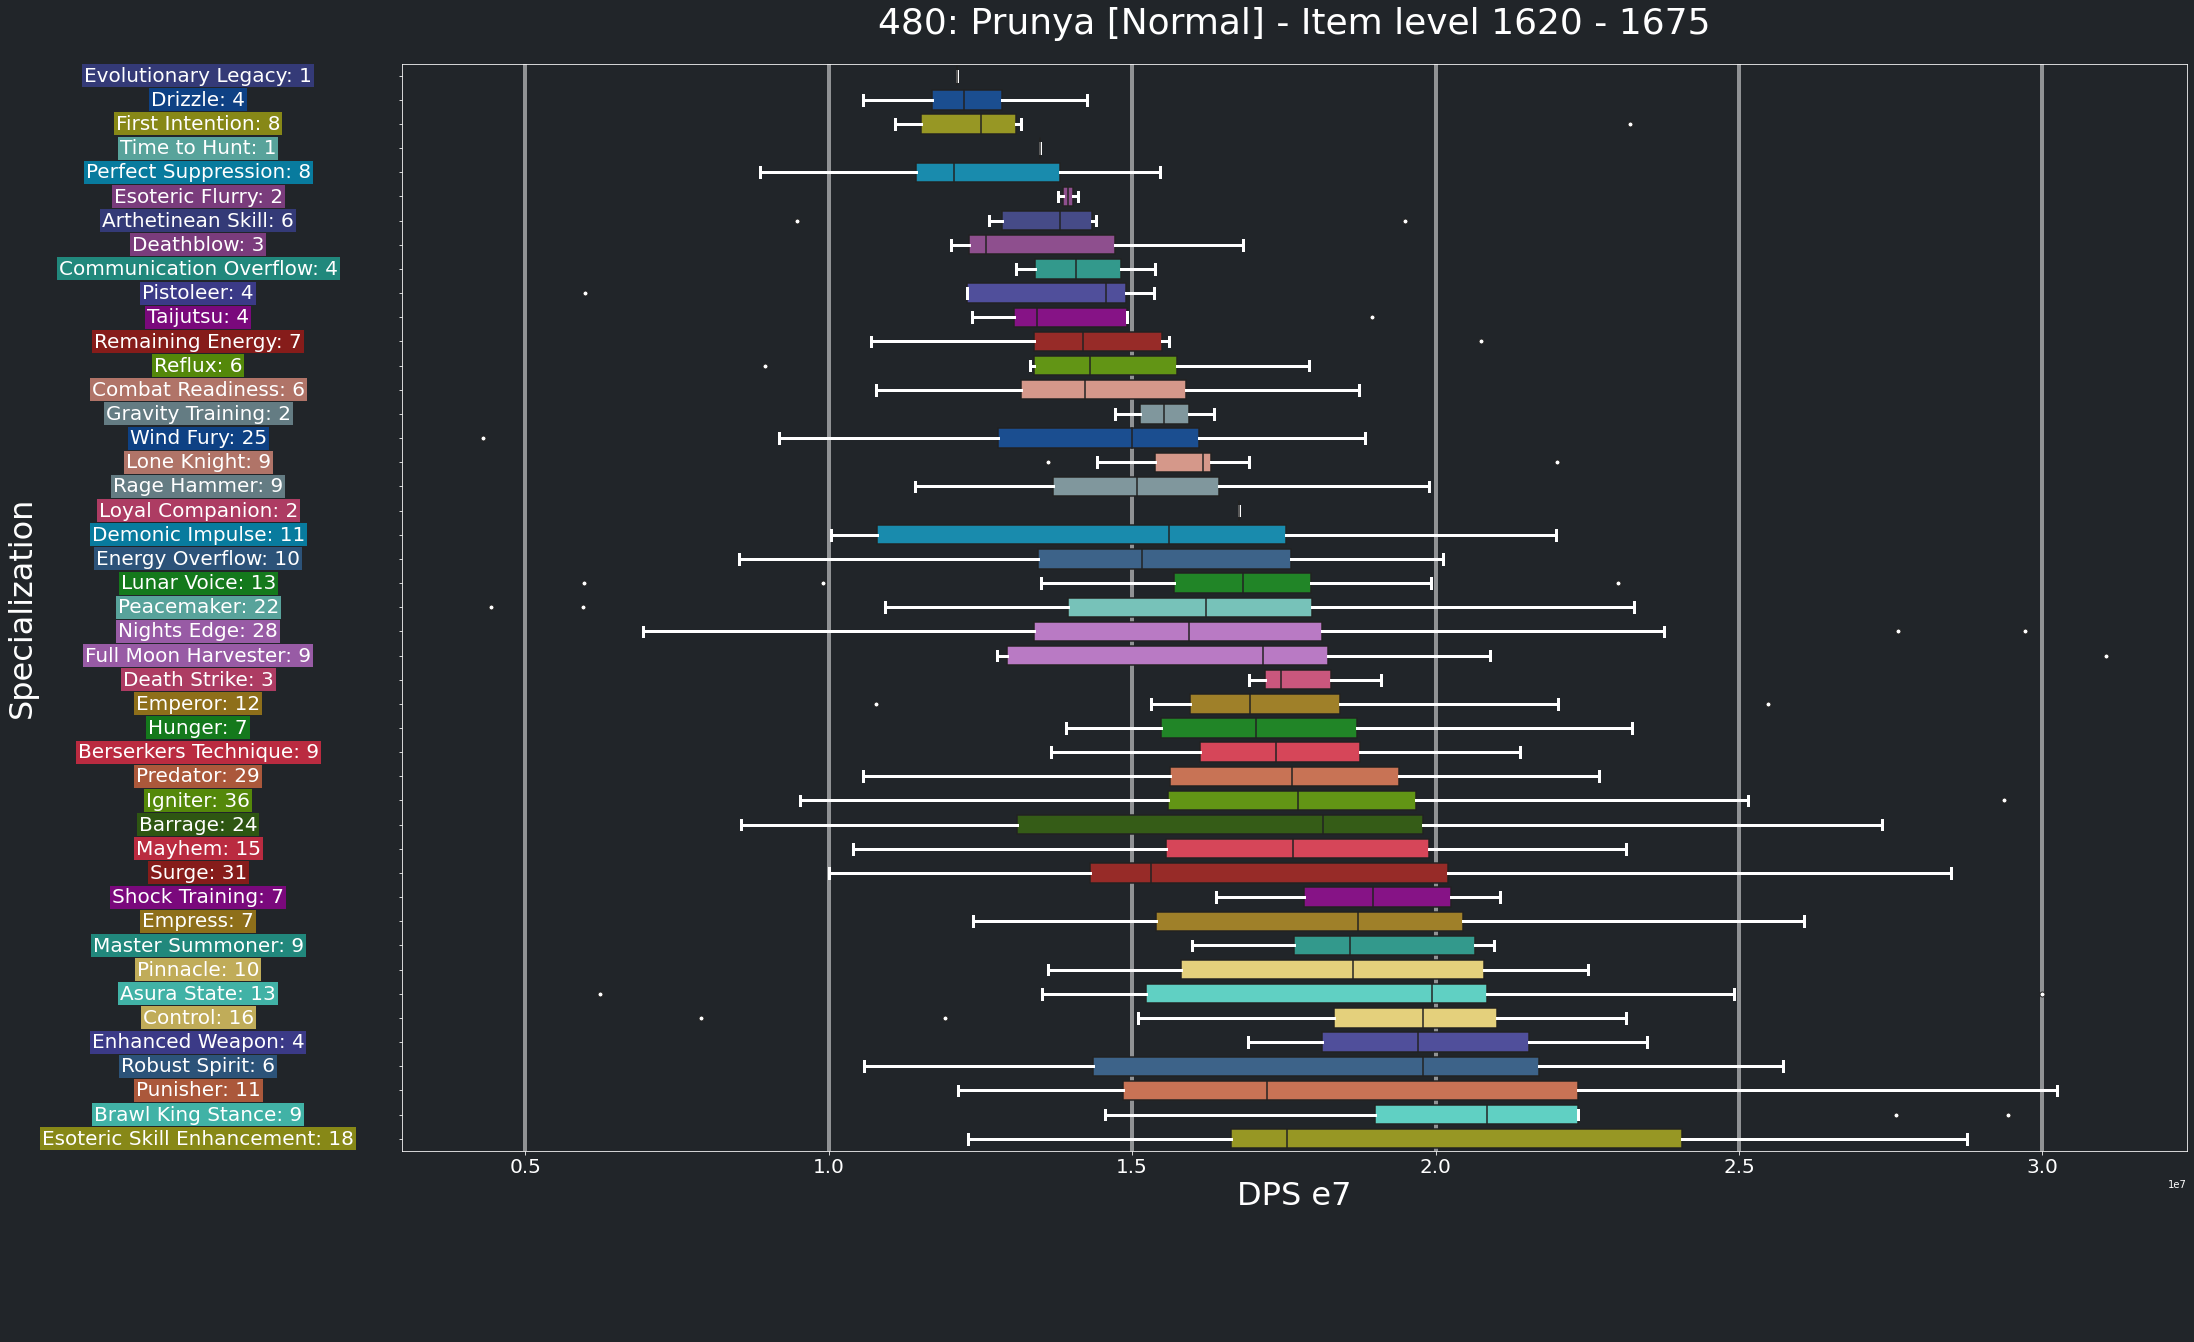 480: Prunya [Normal] - Item level 1620 - 1675
Specialization
Evolutionary Legacy: 1
Drizzle: 4
First Intention: 8
Time to Hunt: 1
Perfect Suppression: 8
Esoteric Flurry: 2
Arthetinean Skill: 6
Deathblow: 3
Communication Overflow: 4
Pistoleer: 4
Taijutsu: 4
Remaining Energy: 7
Reflux: 6
Combat Readiness: 6
Gravity Training: 2
Wind Fury: 25
Lone Knight: 9
Rage Hammer: 9
Loyal Companion: 2
Demonic Impulse: 11
Energy Overflow: 10
Lunar Voice: 13
Peacemaker: 22
Nights Edge: 28
Full Moon Harvester: 9
Death Strike: 3
Emperor: 12
Hunger: 7
Berserkers Technique: 9
Predator: 29
Igniter: 36
Barrage: 24
Mayhem: 15
Surge: 31
Shock Training: 7
Empress: 7
Master Summoner: 9
Pinnacle: 10
Asura State: 13
Control: 16
Enhanced Weapon: 4
Robust Spirit: 6
Punisher: 11
Brawl King Stance: 9
Esoteric Skill Enhancement: 18
0.5 1.0 1.5 2.0 2.5 3.0
1e7
DPS e7